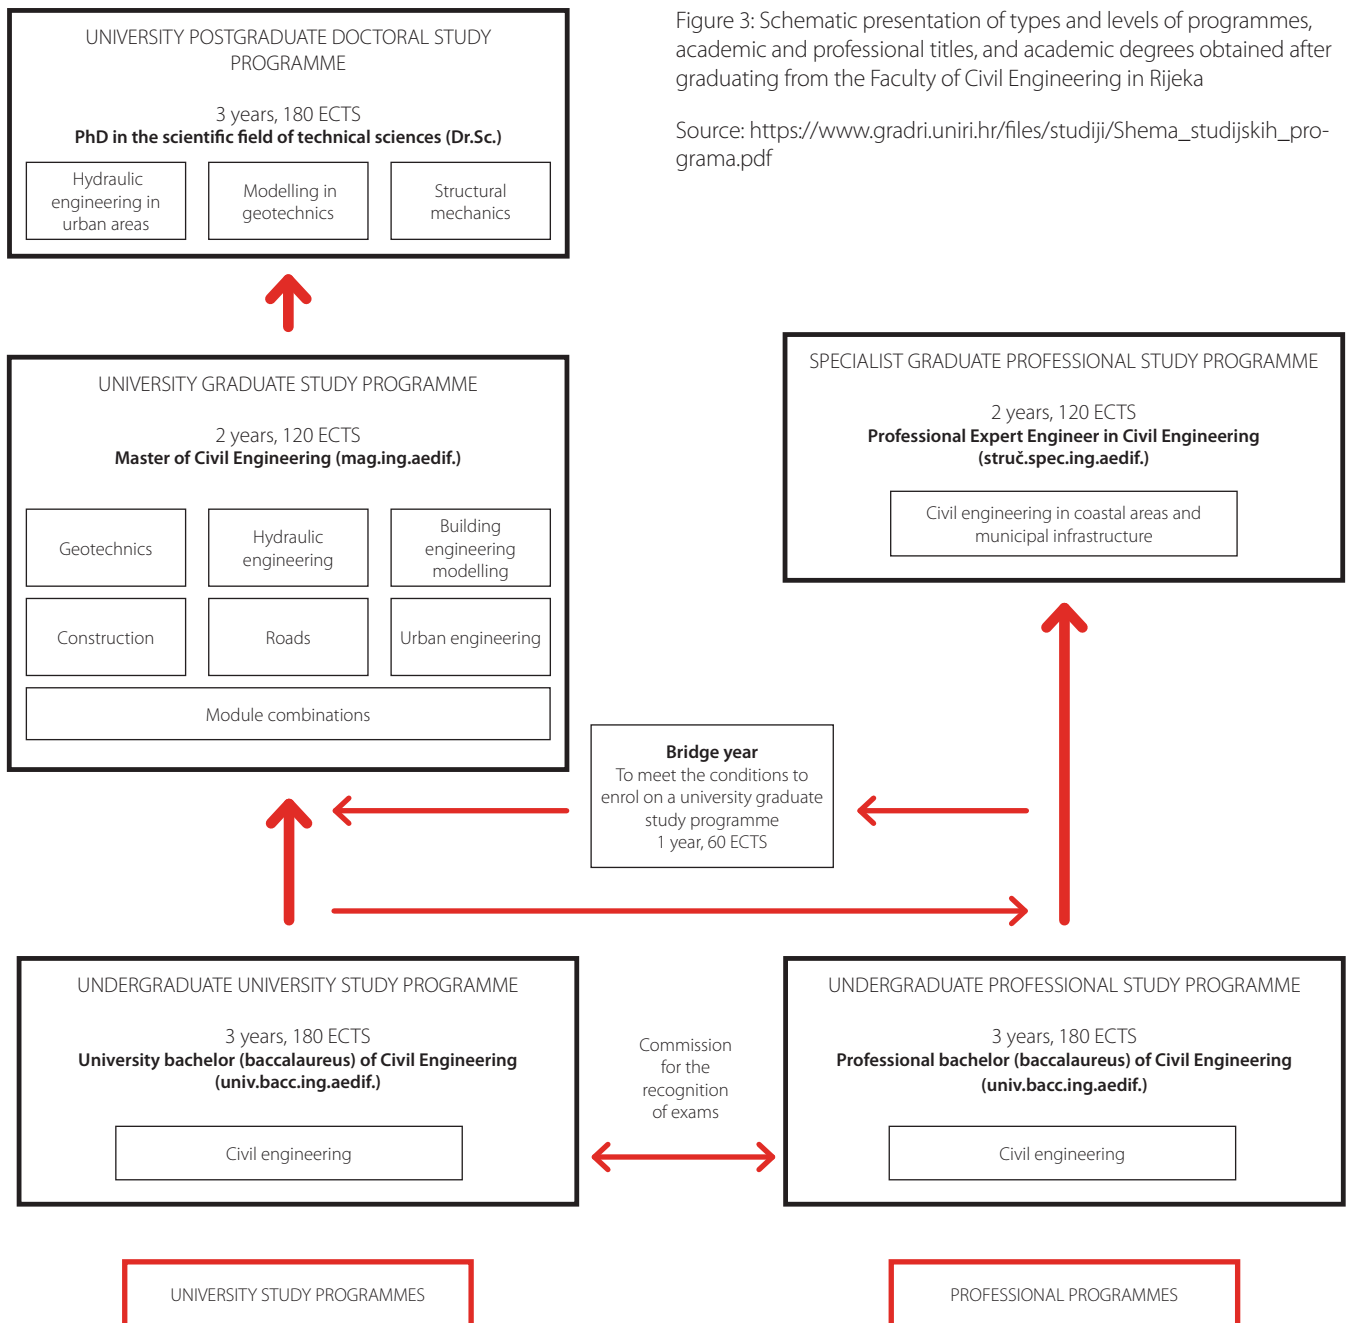 Figure 3: Schematic presentation of types and levels of programmes,
academic and professional titles, and academic degrees obtained after
graduating from the Faculty of Civil Engineering in Rijeka
Source: https://www.gradri.uniri.hr/files/studiji/Shema_studijskih_pro-
grama.pdf
UNIVERSITY POSTGRADUATE DOCTORAL STUDY
PROGRAMME
3 years, 180 ECTS
PhD in the scientific field of technical sciences (Dr.Sc.)
Hydraulic
engineering in
urban areas
Modelling in
geotechnics
Structural
mechanics
UNIVERSITY GRADUATE STUDY PROGRAMME
2 years, 120 ECTS
Master of Civil Engineering (mag.ing.aedif.)
Geotechnics
Hydraulic
engineering
Building
engineering
modelling
Construction
Roads
Urban engineering
Module combinations
SPECIALIST GRADUATE PROFESSIONAL STUDY PROGRAMME
2 years, 120 ECTS
Professional Expert Engineer in Civil Engineering
(struč.spec.ing.aedif.)
Civil engineering in coastal areas and
municipal infrastructure
Bridge year
To meet the conditions to
enrol on a university graduate
study programme
1 year, 60 ECTS
UNDERGRADUATE UNIVERSITY STUDY PROGRAMME
3 years, 180 ECTS
University bachelor (baccalaureus) of Civil Engineering
(univ.bacc.ing.aedif.)
Civil engineering
Commission
for the
recognition
of exams
UNDERGRADUATE PROFESSIONAL STUDY PROGRAMME
3 years, 180 ECTS
Professional bachelor (baccalaureus) of Civil Engineering
(univ.bacc.ing.aedif.)
Civil engineering
UNIVERSITY STUDY PROGRAMMES
PROFESSIONAL PROGRAMMES